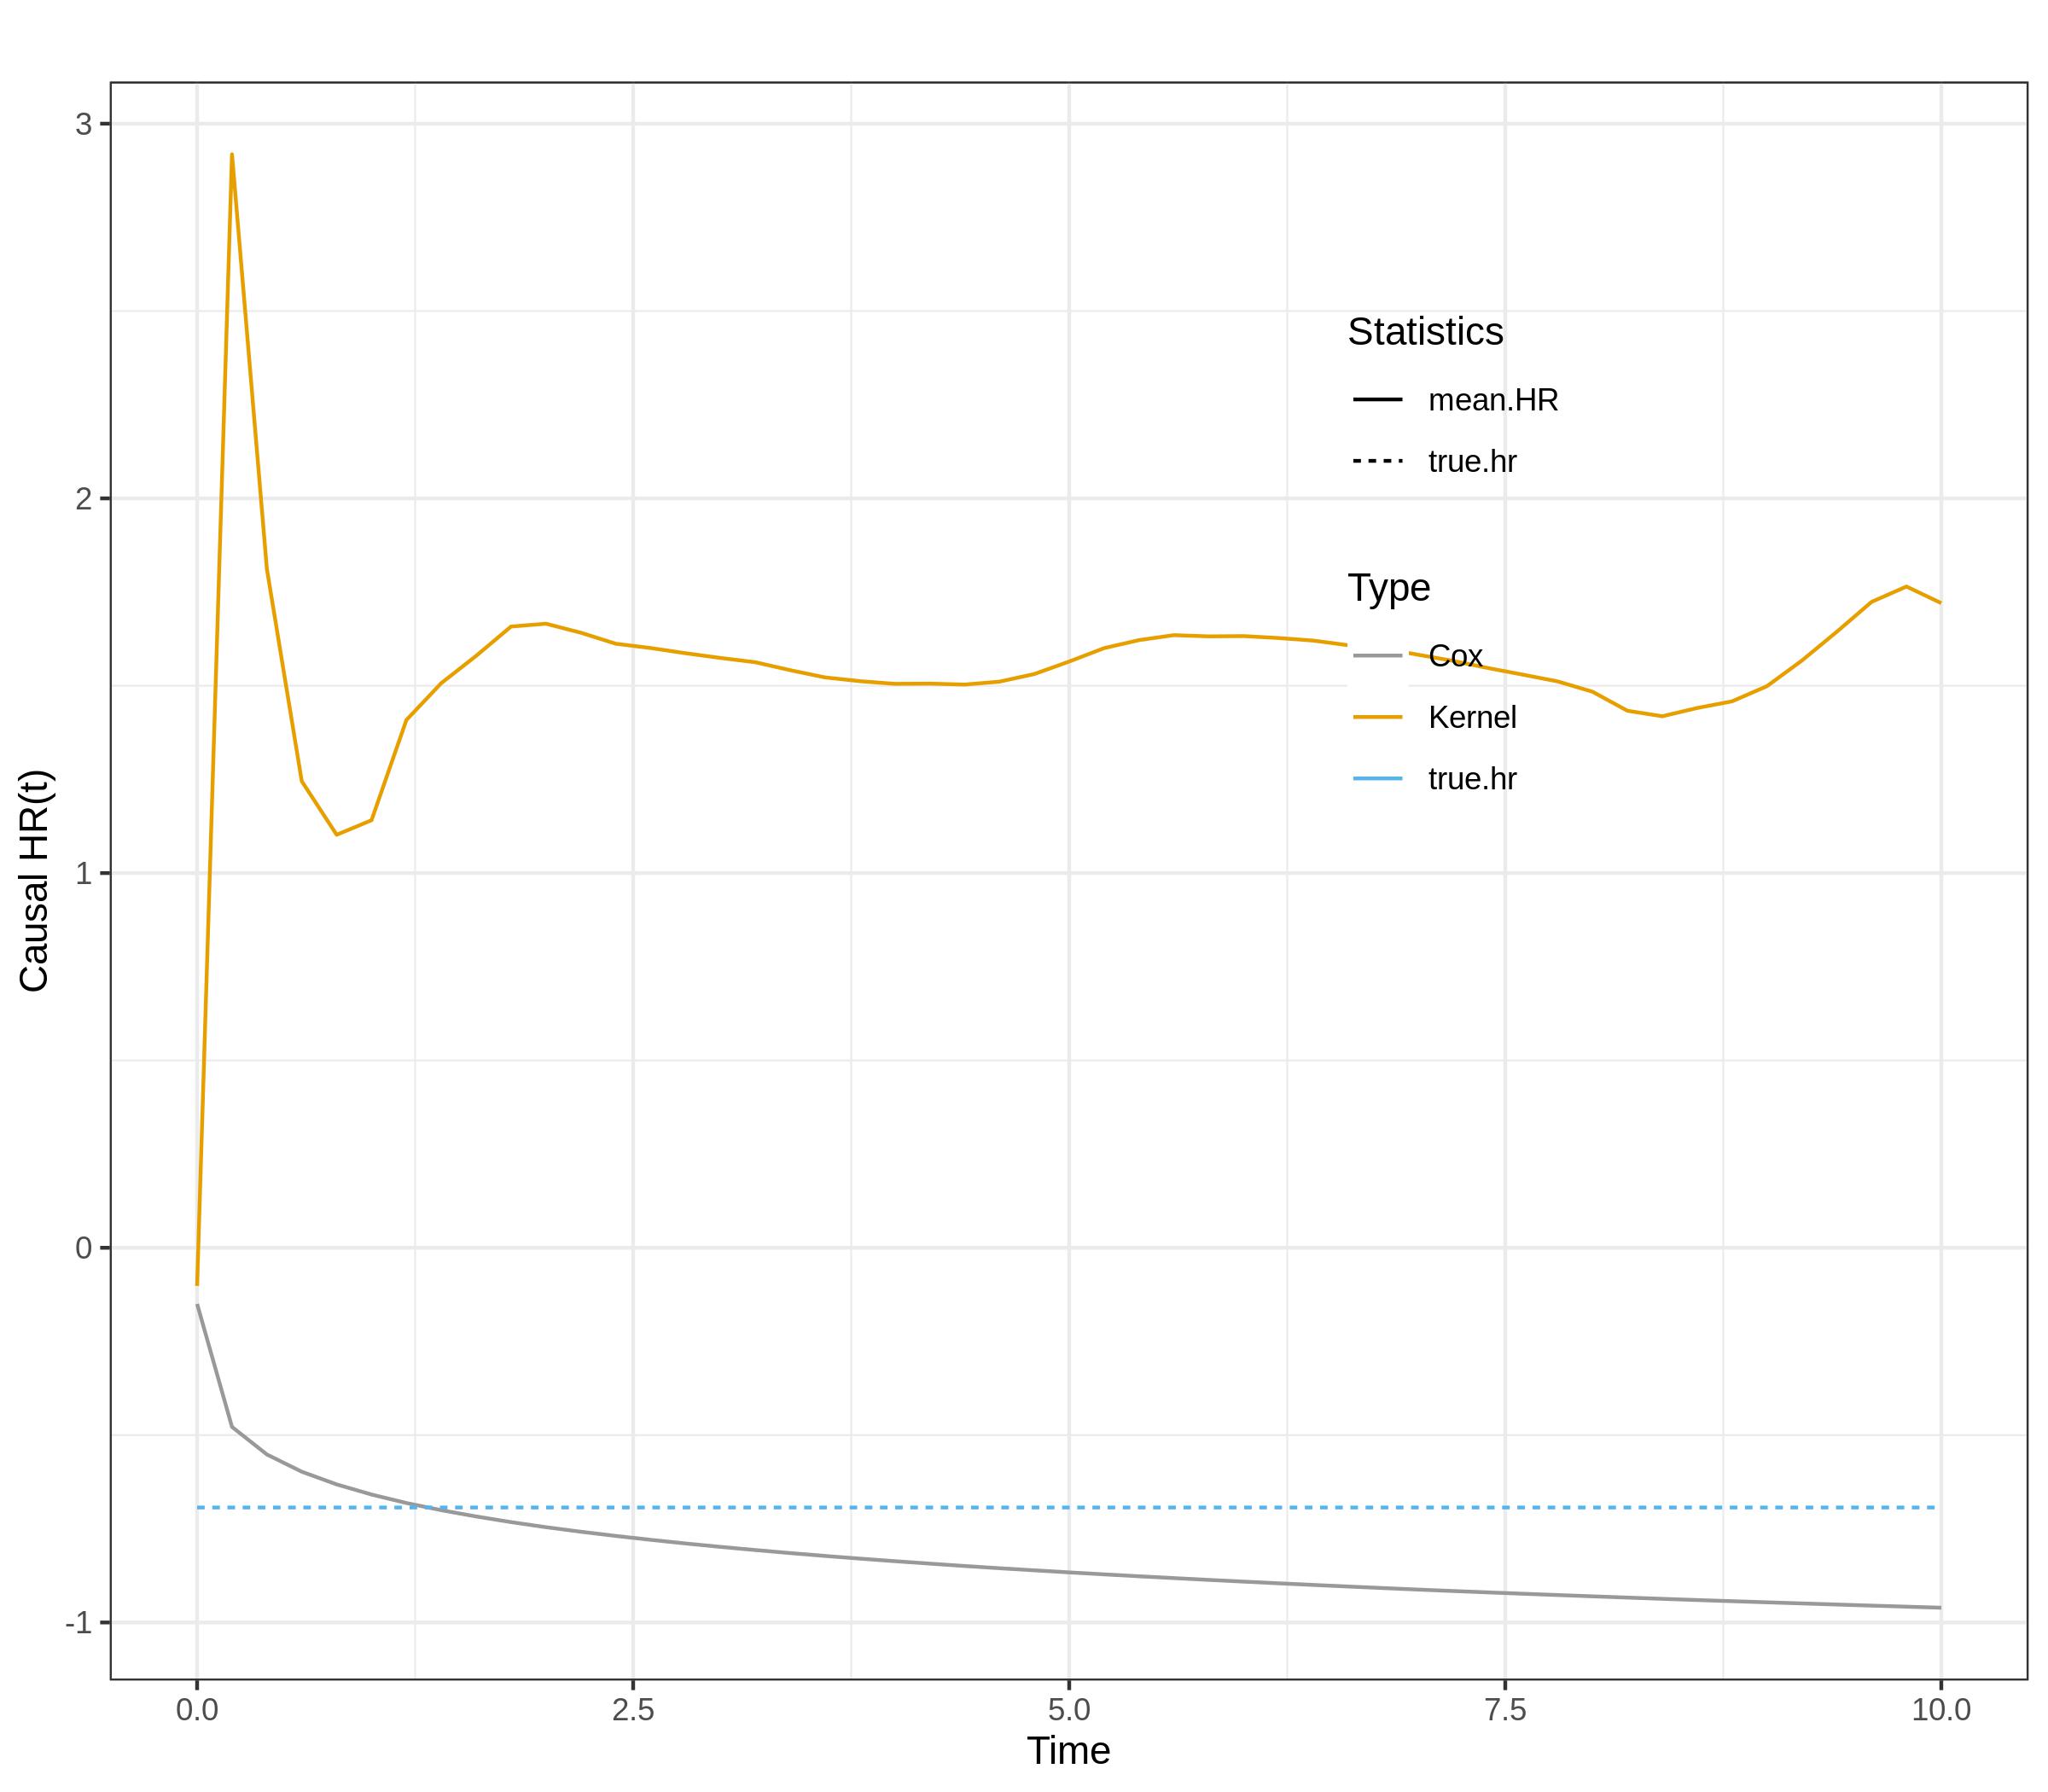 3
2
1
0
-1
Causal HR(t)
Statistics
mean.HR
true.hr
Type
Cox
Kernel
true.hr
0.0 2.5 5.0 7.5 10.0
Time